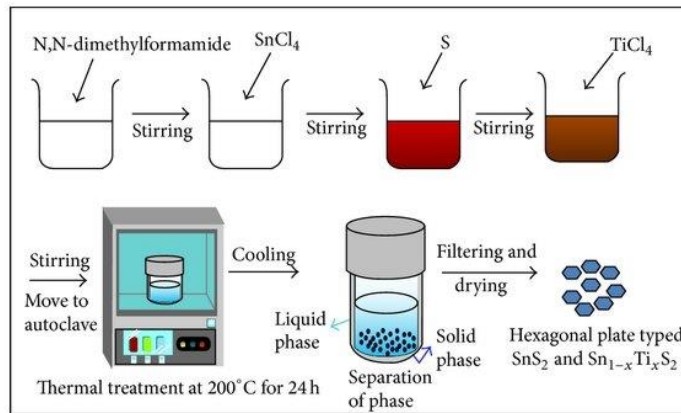 N,N-dimethylformamide
SnCl₄
S
TiCl₄
Stirring
Stirring
Stirring
Stirring
Move to
autoclave
Cooling
Filtering and
drying
Liquid
phase
Solid
phase
Separation
of phase
Hexagonal plate typed
SnS₂ and Sn₁₋ₓTiₓS₂
Thermal treatment at 200°C for 24 h